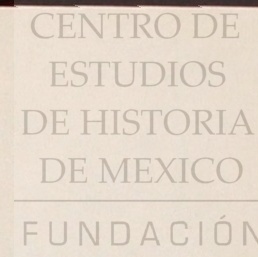 CENTRO DE
ESTUDIOS
DE HISTORIA
DE MEXICO
FUNDACIÓN